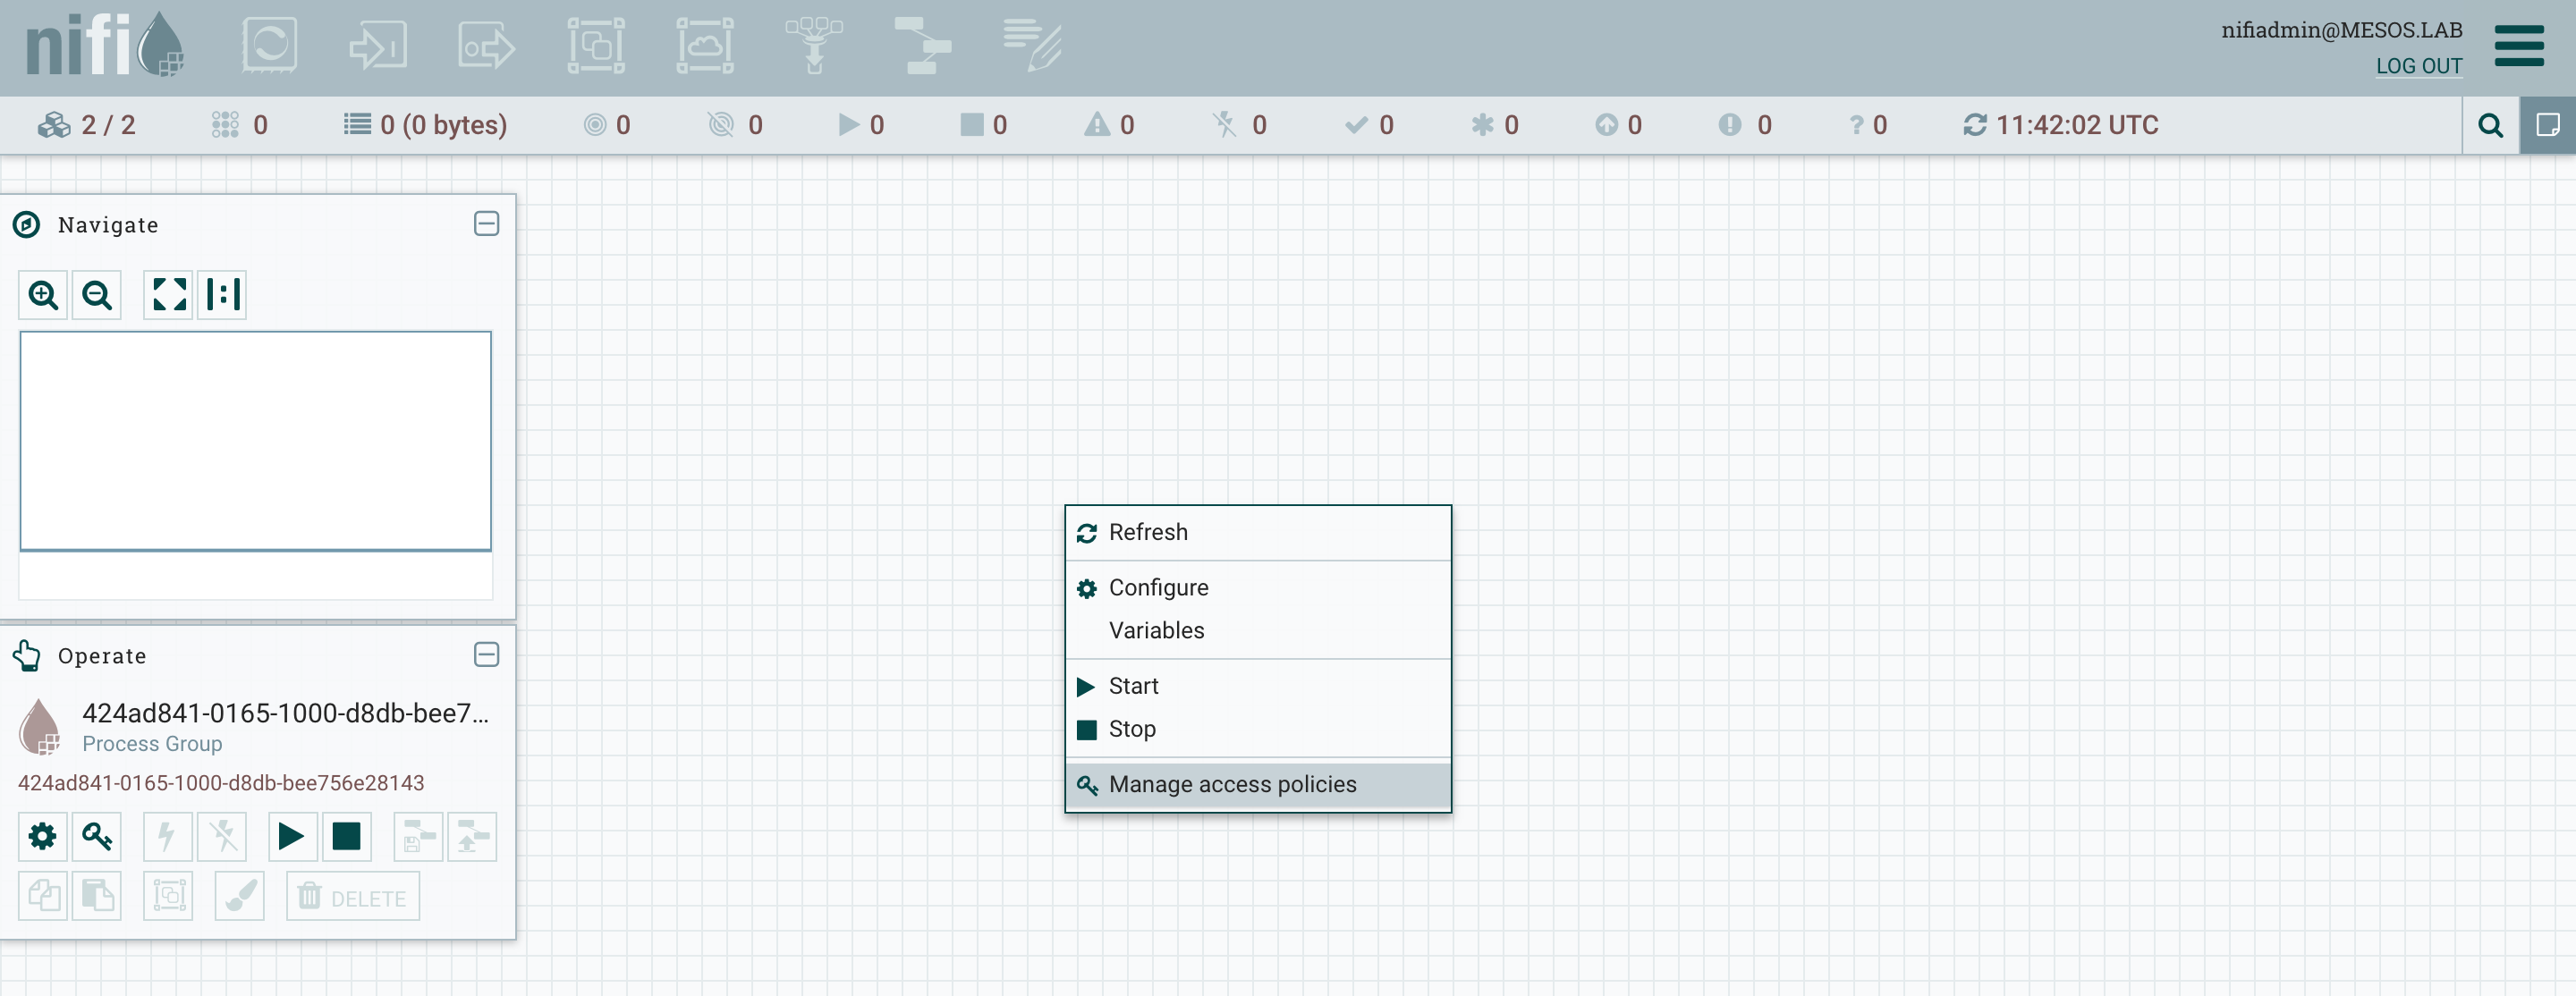 nifi
nifiadmin@MESOS.LAB
LOG OUT
2 / 2
0
0 (0 bytes)
0
0
0
0
0
0
0
0
0
0
? 0
11:42:02 UTC
Navigate
Operate
424ad841-0165-1000-d8db-bee7...
Process Group
424ad841-0165-1000-d8db-bee756e28143
DELETE
Refresh
Configure
Variables
Start
Stop
Manage access policies